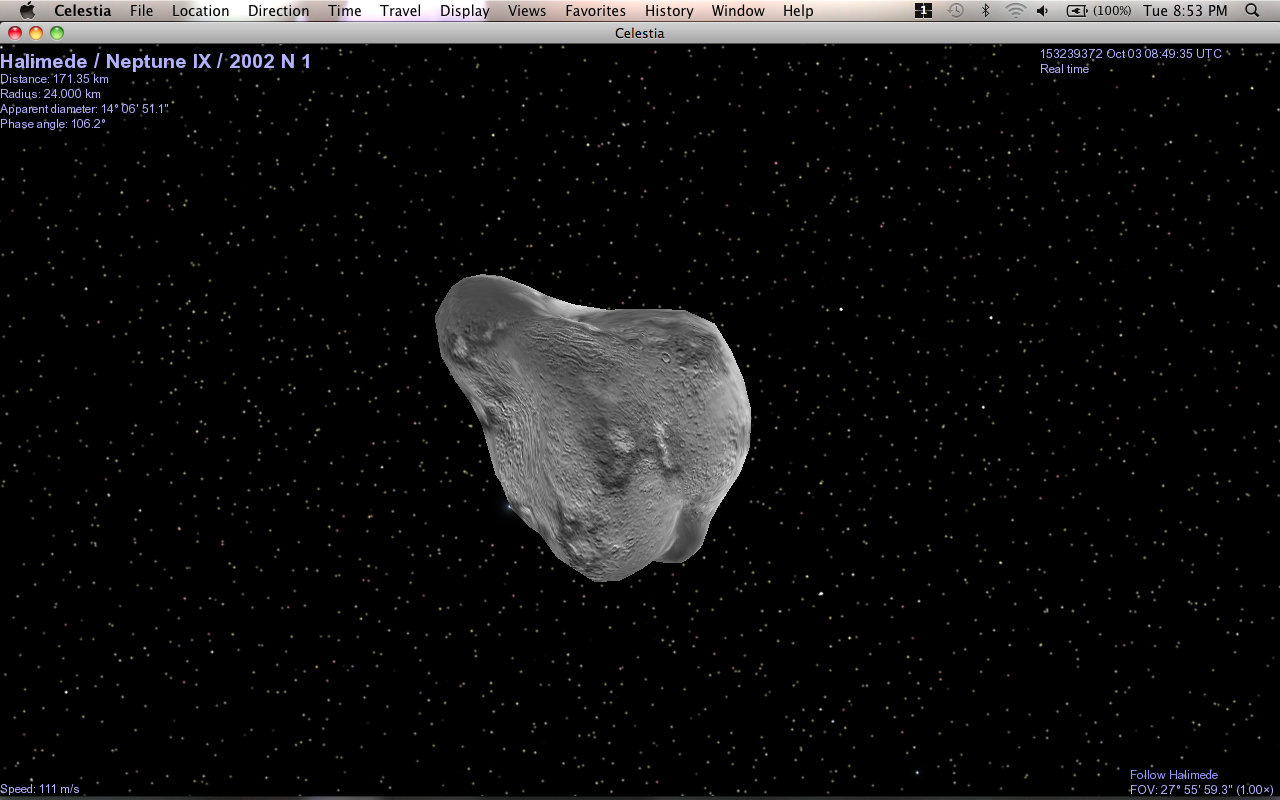 Celestia File Location Direction Time Travel Display Views Favorites History Window Help 1 (100%) Tue 8:53 PM
Celestia
Halimede / Neptune IX / 2002 N 1
Distance: 171.35 km
Radius: 24.000 km
Apparent diameter: 14° 06' 51.1"
Phase angle: 106.2°
153239372 Oct 03 08:49:35 UTC
Real time
Speed: 111 m/s
Follow Halimede
FOV: 27° 55' 59.3" (1.00×)